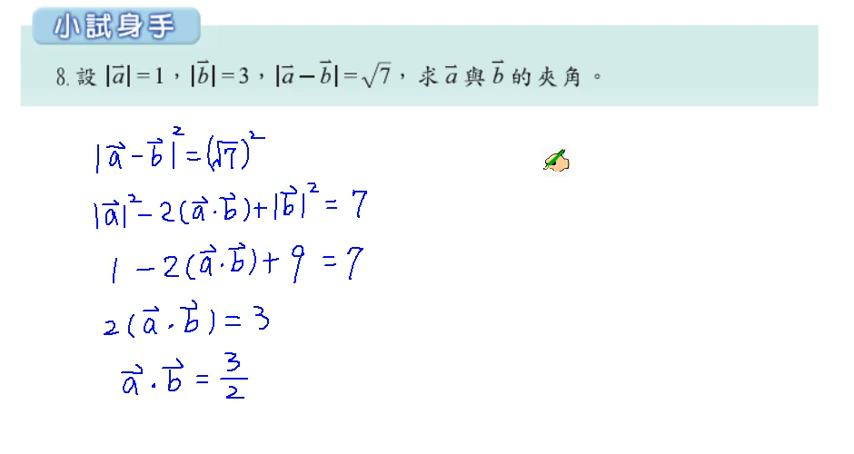 小試身手
8. 設 |a⃗| = 1，|b⃗| = 3，|a⃗ − b⃗| = √7，求 a⃗ 與 b⃗ 的夾角。
|a⃗ − b⃗|² = (√7)²
|a⃗|² − 2(a⃗ · b⃗) + |b⃗|² = 7
1 − 2(a⃗ · b⃗) + 9 = 7
2(a⃗ · b⃗) = 3
a⃗ · b⃗ = 3/2